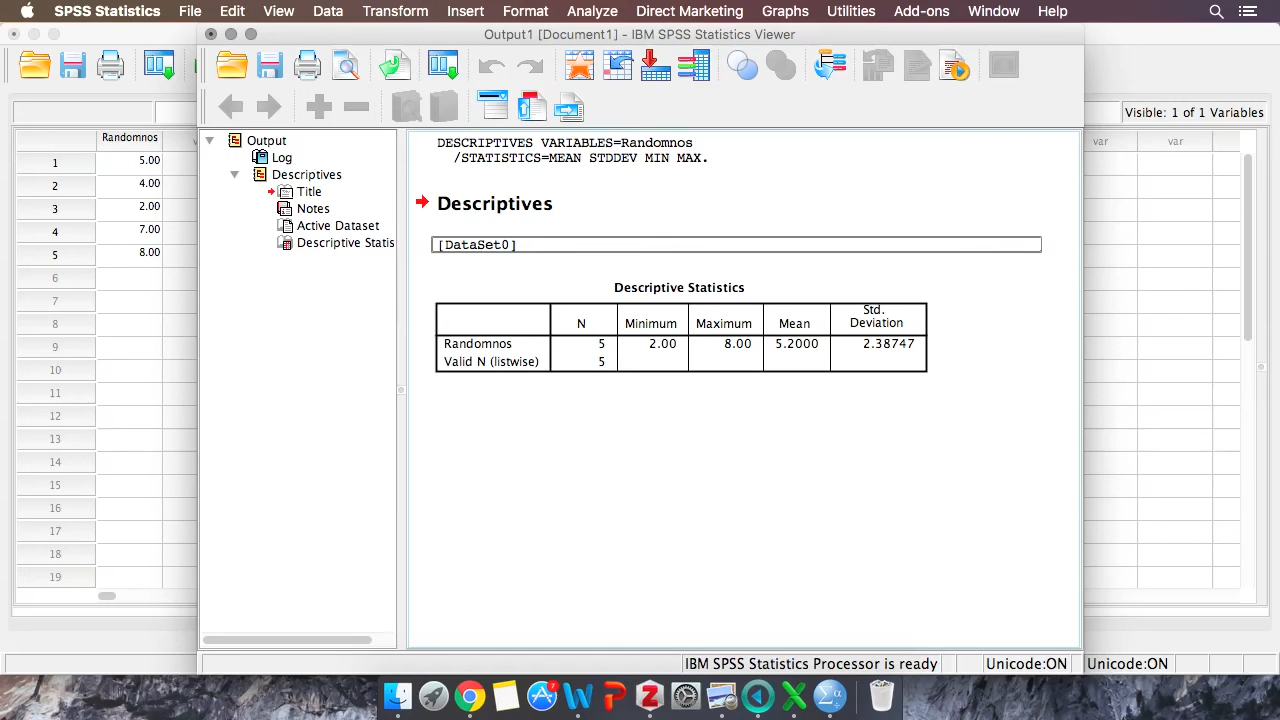 SPSS Statistics File Edit View Data Transform Insert Format Analyze Direct Marketing Graphs Utilities Add-ons Window Help
Output1 [Document1] - IBM SPSS Statistics Viewer
Visible: 1 of 1 Variables
Randomnos
var var
1 5.00
2 4.00
3 2.00
4 7.00
5 8.00
6
7
8
9
10
11
12
13
14
15
16
17
18
19
Output
Log
Descriptives
Title
Notes
Active Dataset
Descriptive Statis
DESCRIPTIVES VARIABLES=Randomnos
/STATISTICS=MEAN STDDEV MIN MAX.
Descriptives
[DataSet0]
Descriptive Statistics
N Minimum Maximum Mean Std. Deviation
Randomnos 5 2.00 8.00 5.2000 2.38747
Valid N (listwise) 5
IBM SPSS Statistics Processor is ready Unicode:ON Unicode:ON
7